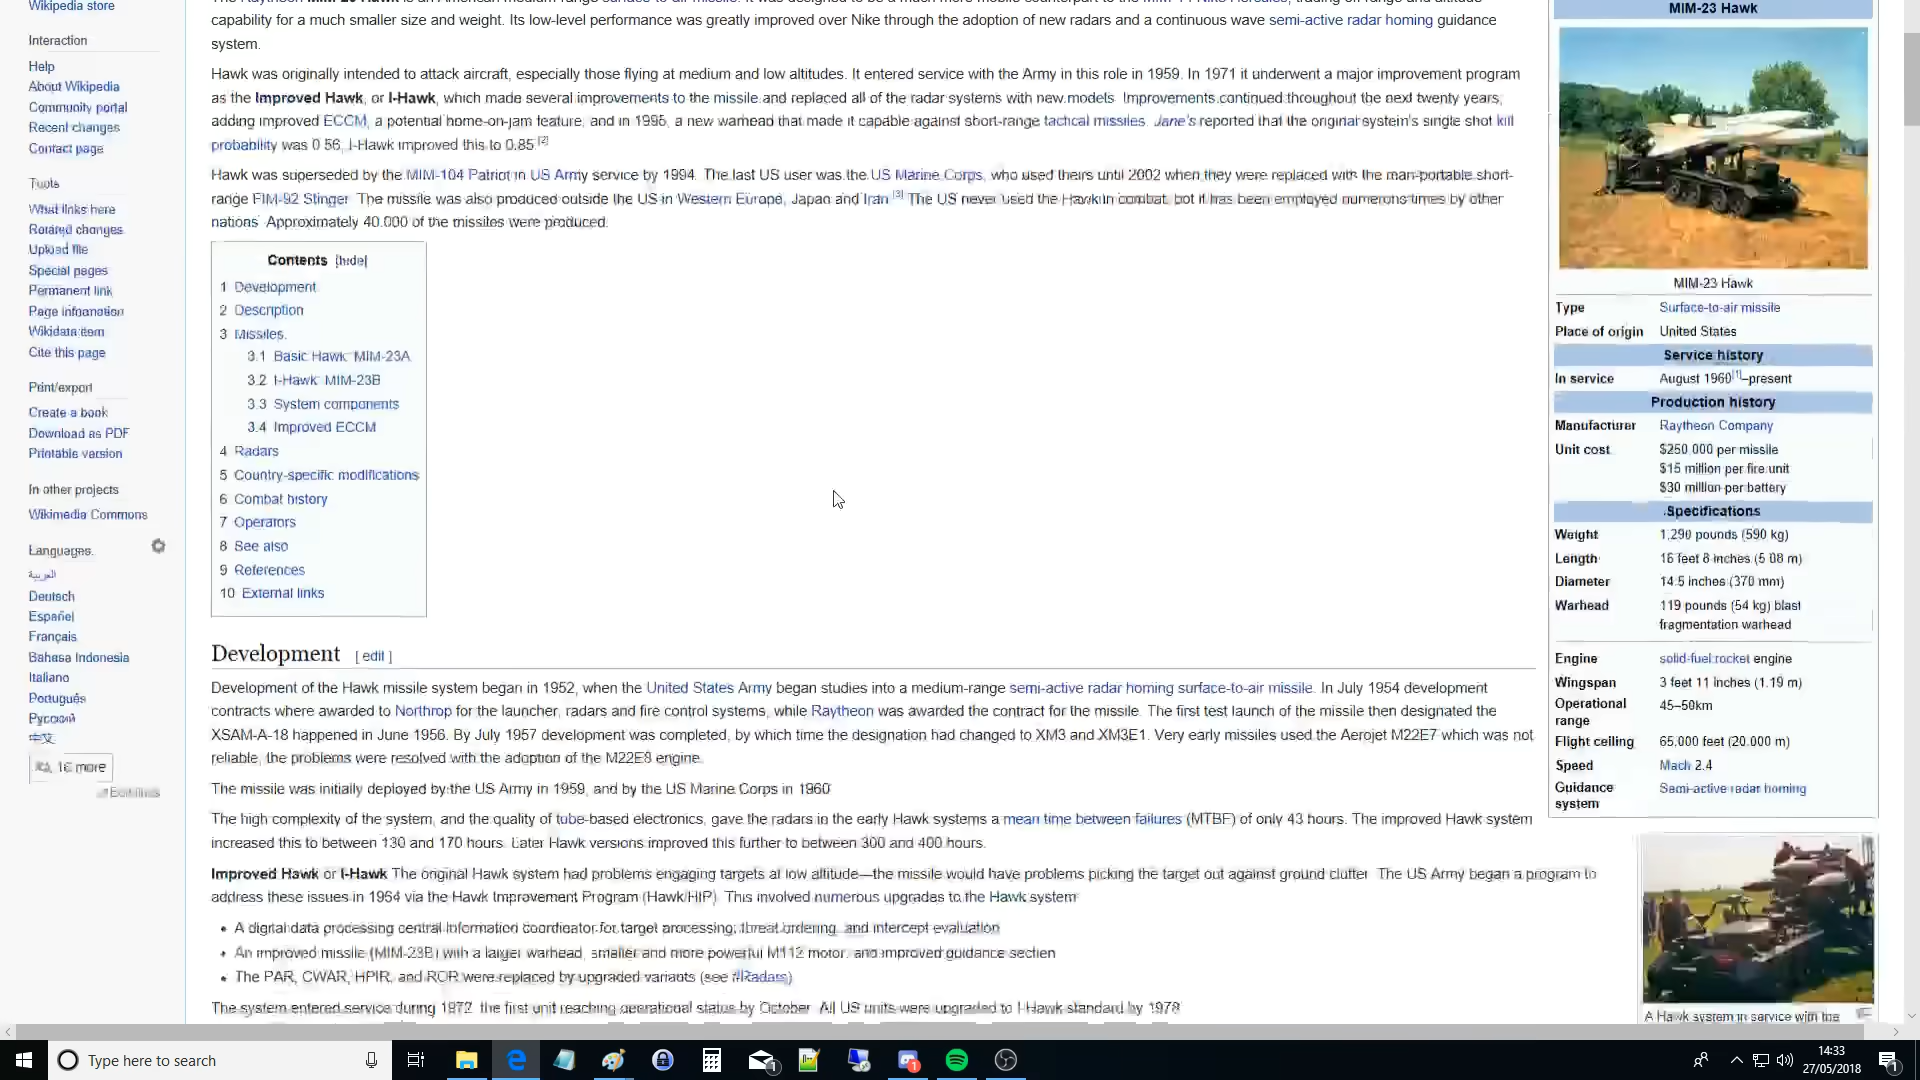 Wikipedia store
Interaction
Help
About Wikipedia
Community portal
Recent changes
Contact page
Tools
What links here
Related changes
Upload file
Special pages
Permanent link
Page information
Wikidata item
Cite this page
Print/export
Create a book
Download as PDF
Printable version
In other projects
Wikimedia Commons
Languages
العربية
Deutsch
Español
Français
Bahasa Indonesia
Italiano
Português
Русский
中文
16 more
Edit links
capability for a much smaller size and weight. Its low-level performance was greatly improved over Nike through the adoption of new radars and a continuous wave semi-active radar homing guidance
system.
Hawk was originally intended to attack aircraft, especially those flying at medium and low altitudes. It entered service with the Army in this role in 1959. In 1971 it underwent a major improvement program
as the Improved Hawk, or I-Hawk, which made several improvements to the missile and replaced all of the radar systems with new models. Improvements continued throughout the next twenty years,
adding improved ECCM, a potential home-on-jam feature, and in 1995, a new warhead that made it capable against short-range tactical missiles. Jane's reported that the original system's single shot kill
probability was 0.56, I-Hawk improved this to 0.85.[2]
Hawk was superseded by the MIM-104 Patriot in US Army service by 1994. The last US user was the US Marine Corps, who used theirs until 2002 when they were replaced with the man-portable short-
range FIM-92 Stinger. The missile was also produced outside the US in Western Europe, Japan and Iran.[3] The US never used the Hawk in combat, but it has been employed numerous times by other
nations. Approximately 40,000 of the missiles were produced.
Contents [hide]
1 Development
2 Description
3 Missiles
3.1 Basic Hawk: MIM-23A
3.2 I-Hawk: MIM-23B
3.3 System components
3.4 Improved ECCM
4 Radars
5 Country-specific modifications
6 Combat history
7 Operators
8 See also
9 References
10 External links
Development [ edit ]
Development of the Hawk missile system began in 1952, when the United States Army began studies into a medium-range semi-active radar homing surface-to-air missile. In July 1954 development
contracts where awarded to Northrop for the launcher, radars and fire control systems, while Raytheon was awarded the contract for the missile. The first test launch of the missile then designated the
XSAM-A-18 happened in June 1956. By July 1957 development was completed, by which time the designation had changed to XM3 and XM3E1. Very early missiles used the Aerojet M22E7 which was not
reliable, the problems were resolved with the adoption of the M22E8 engine.
The missile was initially deployed by the US Army in 1959, and by the US Marine Corps in 1960
The high complexity of the system, and the quality of tube-based electronics, gave the radars in the early Hawk systems a mean time between failures (MTBF) of only 43 hours. The improved Hawk system
increased this to between 130 and 170 hours. Later Hawk versions improved this further to between 300 and 400 hours.
Improved Hawk or I-Hawk The original Hawk system had problems engaging targets at low altitude—the missile would have problems picking the target out against ground clutter. The US Army began a program to
address these issues in 1964 via the Hawk Improvement Program (Hawk/HIP). This involved numerous upgrades to the Hawk system
• A digital data processing central information coordinator for target processing, threat ordering, and intercept evaluation
• An improved missile (MIM-23B) with a larger warhead, smaller and more powerful M112 motor, and improved guidance section
• The PAR, CWAR, HPIR, and ROR were replaced by upgraded variants (see #Radars)
The system entered service during 1972, the first unit reaching operational status by October. All US units were upgraded to I-Hawk standard by 1978
MIM-23 Hawk
MIM-23 Hawk
Type Surface-to-air missile
Place of origin United States
Service history
In service August 1960[1]–present
Production history
Manufacturer Raytheon Company
Unit cost $250,000 per missile
$15 million per fire unit
$30 million per battery
Specifications
Weight 1,290 pounds (590 kg)
Length 16 feet 8 inches (5.08 m)
Diameter 14.5 inches (370 mm)
Warhead 119 pounds (54 kg) blast
fragmentation warhead
Engine solid-fuel rocket engine
Wingspan 3 feet 11 inches (1.19 m)
Operational
range 45–50km
Flight ceiling 65,000 feet (20,000 m)
Speed Mach 2.4
Guidance
system Semi-active radar homing
A Hawk system in service with the
Type here to search
14:33
27/05/2018